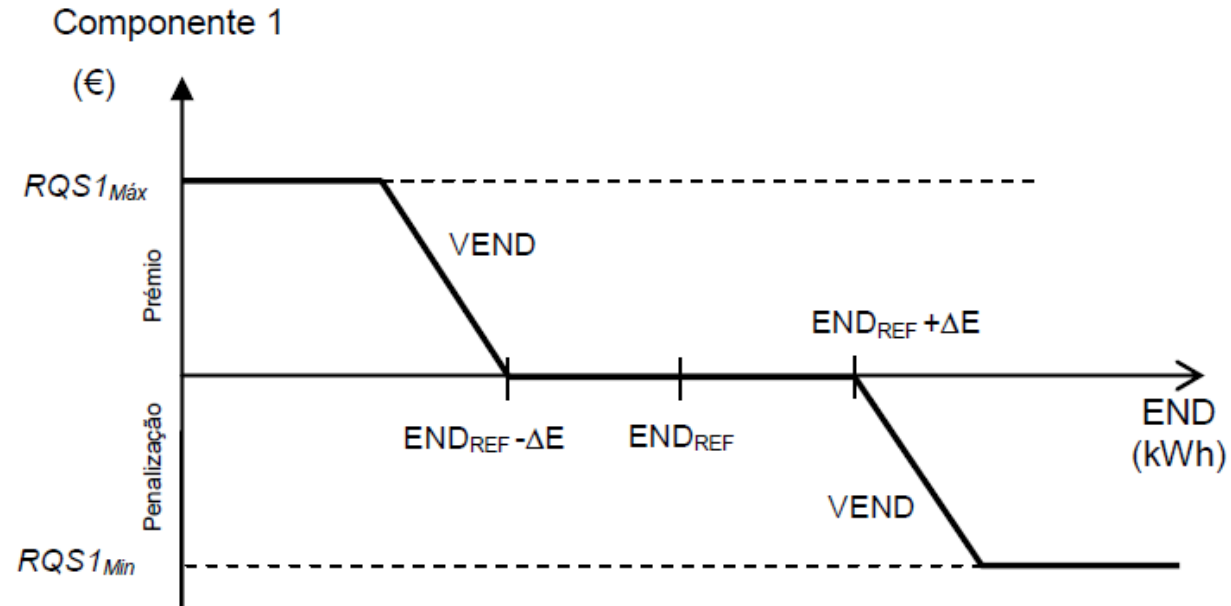 Componente 1
(€)
RQS1Máx
VEND
Prémio
ENDREF +ΔE
ENDREF -ΔE
ENDREF
END
(kWh)
Penalização
VEND
RQS1Min